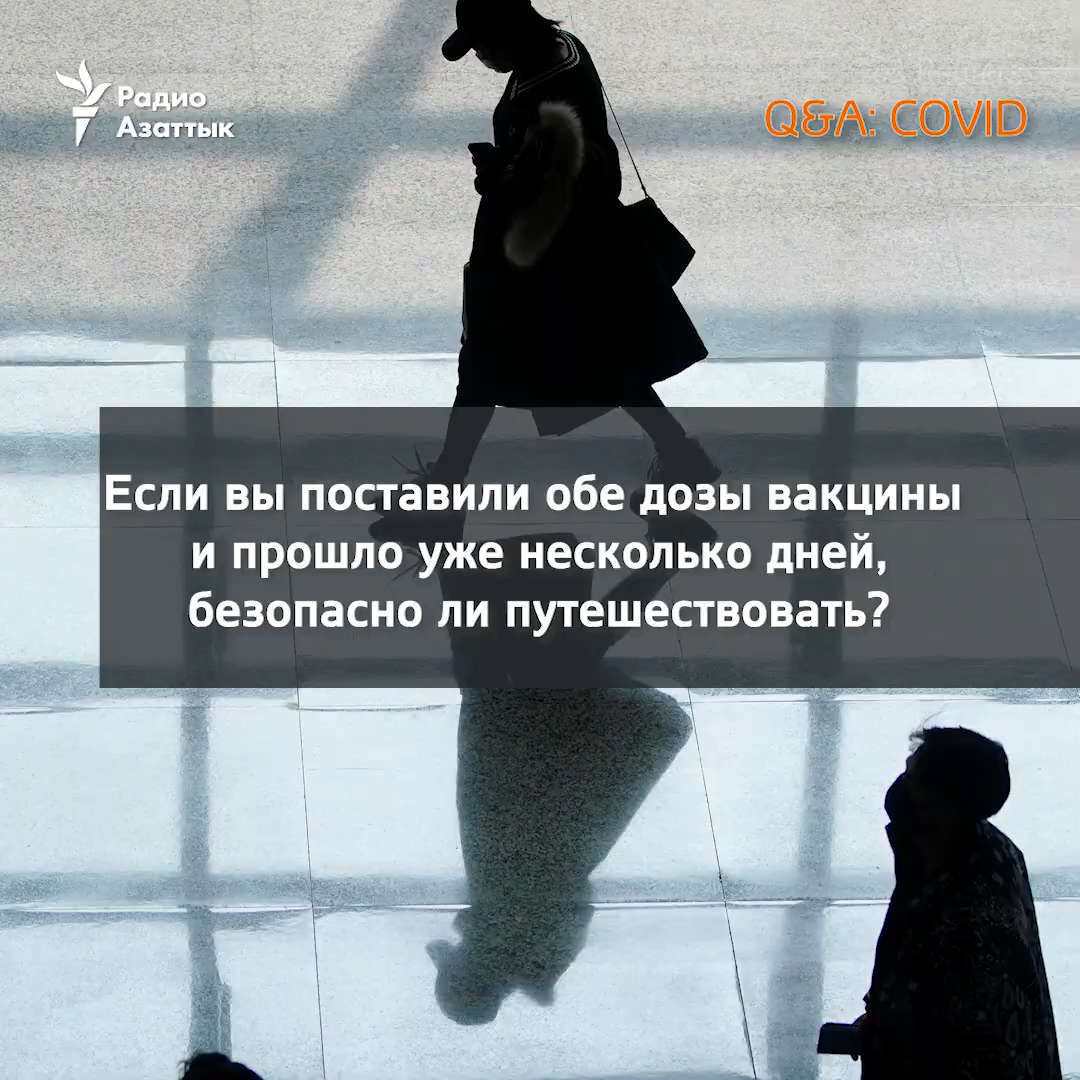 Радио
Азаттык
Q&A: COVID
Если вы поставили обе дозы вакцины
и прошло уже несколько дней,
безопасно ли путешествовать?